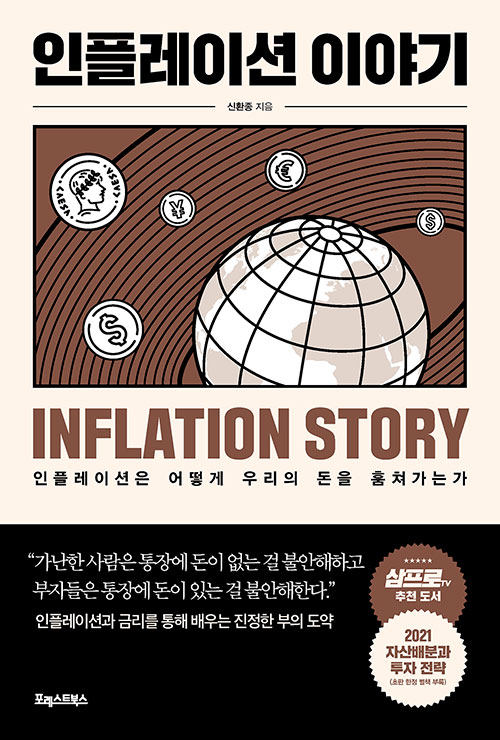 인플레이션 이야기
신환종 지음
CAESAR CAESAR
¥
€
$
$
INFLATION STORY
인플레이션은 어떻게 우리의 돈을 훔쳐가는가
“가난한 사람은 통장에 돈이 없는 걸 불안해하고
부자들은 통장에 돈이 있는 걸 불안해한다.”
인플레이션과 금리를 통해 배우는 진정한 부의 도약
삼프로TV
추천 도서
2021
자산배분과
투자 전략
(초판 한정 별책 부록)
포레스트북스